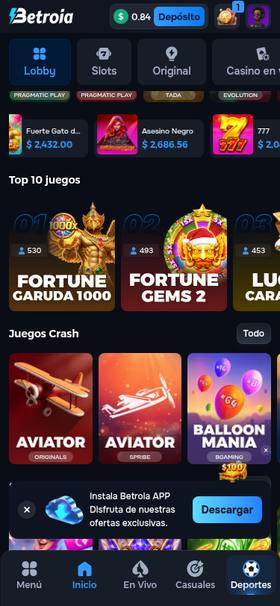 Betroia
$ 0.84 Depósito
1
Lobby
Slots
Original
Casino en v
PRAGMATIC PLAY
PRAGMATIC PLAY
TADA
EVOLUTION
Fuerte Gato d...
$ 2,432.00
Asesino Negro
$ 2,686.56
777
$ 2,0
Top 10 juegos
01
1000x
530
FORTUNE
GARUDA 1000
02
493
FORTUNE
GEMS 2
03
453
LU
CARA
Juegos Crash
Todo
AVIATOR
ORIGINALS
AVIATOR
SPRIBE
BALLOON
MANIA
BGAMING
$100
Instala Betroia APP
Disfruta de nuestras
ofertas exclusivas.
Descargar
Menú
Inicio
En Vivo
Casuales
Deportes